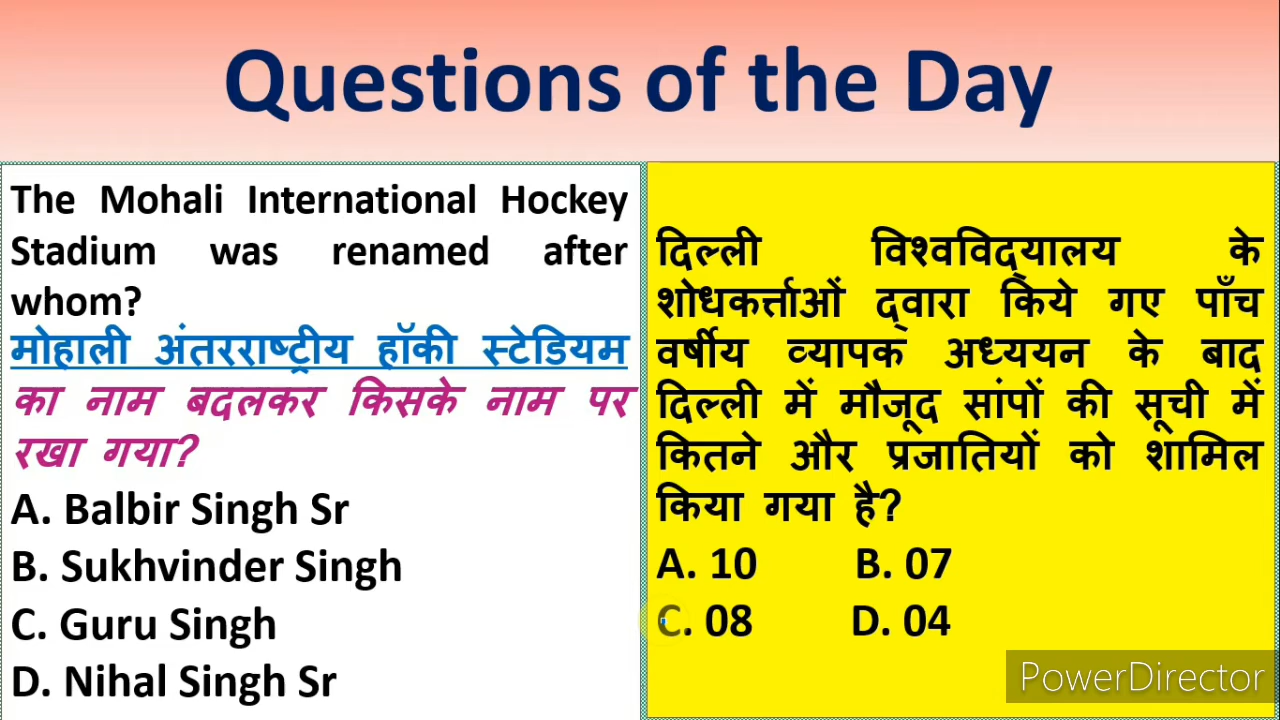 Questions of the Day
The Mohali International Hockey
Stadium was renamed after
whom?
मोहाली अंतरराष्ट्रीय हॉकी स्टेडियम
का नाम बदलकर किसके नाम पर
रखा गया?
A. Balbir Singh Sr
B. Sukhvinder Singh
C. Guru Singh
D. Nihal Singh Sr
दिल्ली विश्वविद्यालय के
शोधकर्त्ताओं द्वारा किये गए पाँच
वर्षीय व्यापक अध्ययन के बाद
दिल्ली में मौजूद सांपों की सूची में
कितने और प्रजातियों को शामिल
किया गया है?
A. 10 B. 07
C. 08 D. 04
PowerDirector